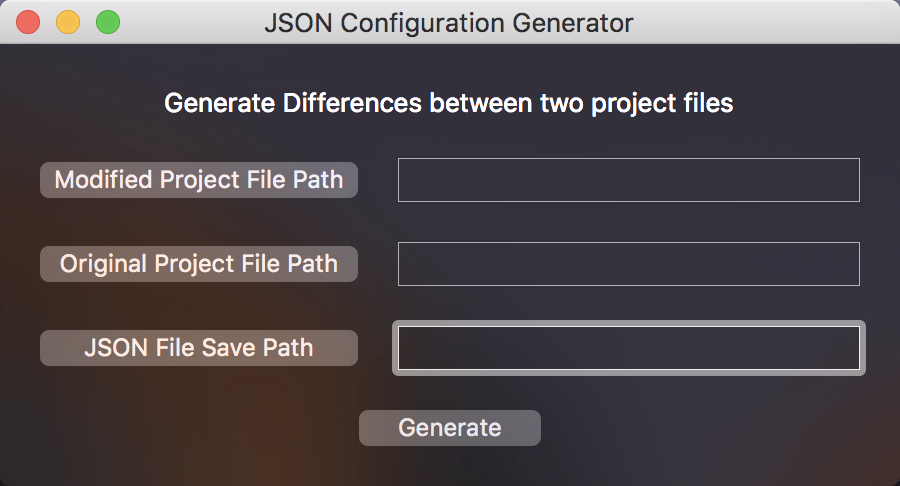 JSON Configuration Generator
Generate Differences between two project files
Modified Project File Path
Original Project File Path
JSON File Save Path
Generate